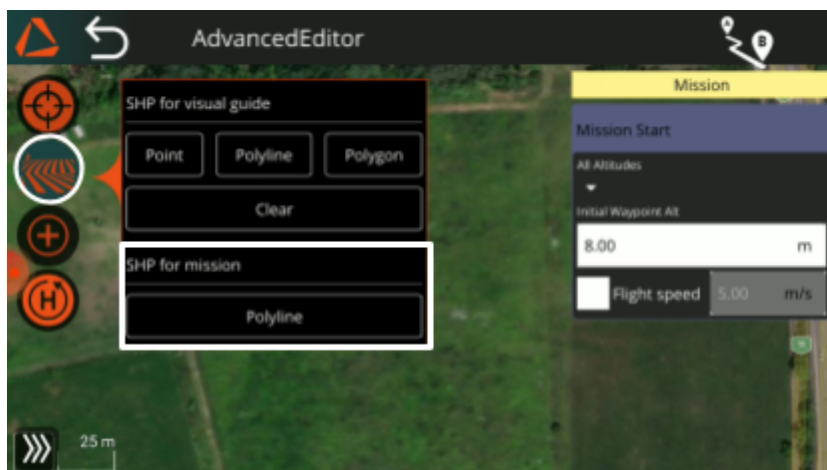 AdvancedEditor
A
B
SHP for visual guide
Point
Polyline
Polygon
Clear
SHP for mission
Polyline
H
25 m
Mission
Mission Start
All Altitudes
Initial Waypoint Alt
8.00 m
Flight speed 5.00 m/s